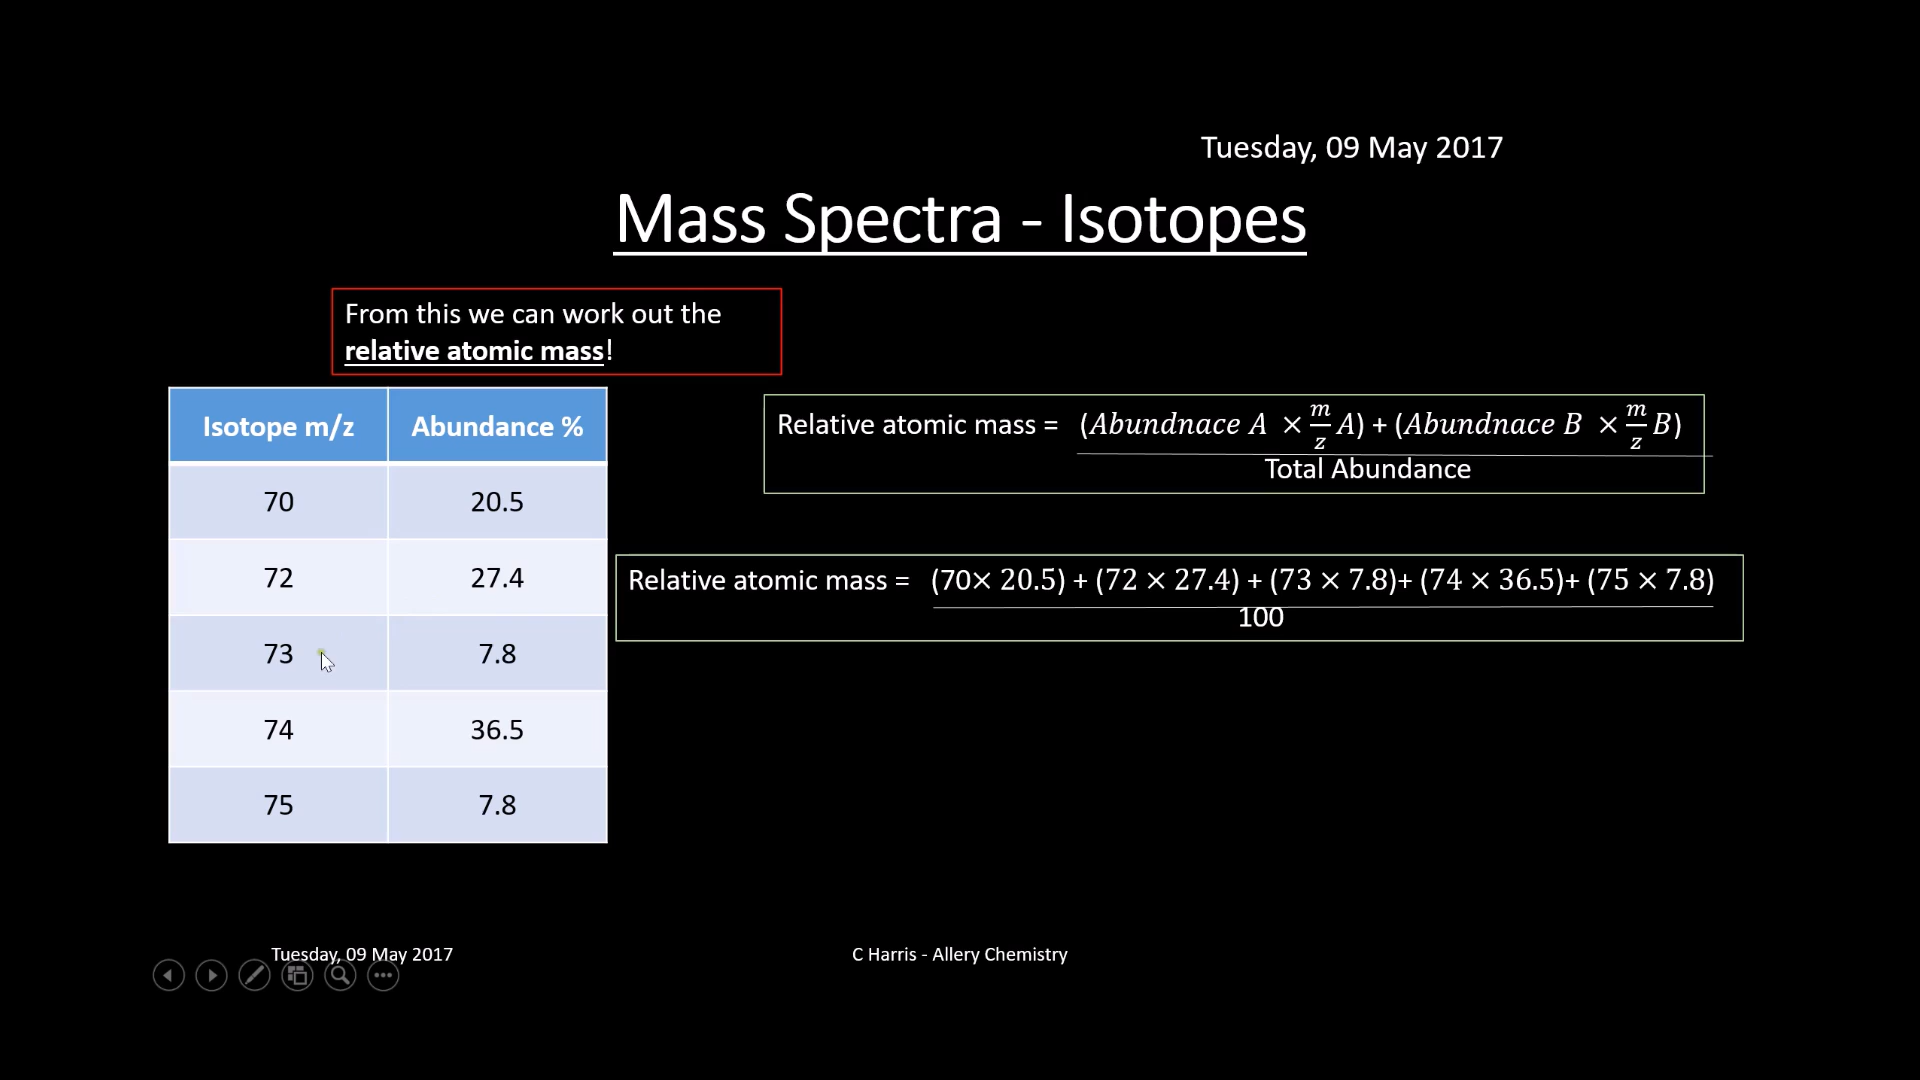 Tuesday, 09 May 2017
Mass Spectra - Isotopes
From this we can work out the
relative atomic mass!
Isotope m/z Abundance %
70 20.5
72 27.4
73 7.8
74 36.5
75 7.8
Relative atomic mass = (Abundnace A × m/z A) + (Abundnace B × m/z B)
Total Abundance
Relative atomic mass = (70× 20.5) + (72 × 27.4) + (73 × 7.8)+ (74 × 36.5)+ (75 × 7.8)
100
Tuesday, 09 May 2017
C Harris - Allery Chemistry